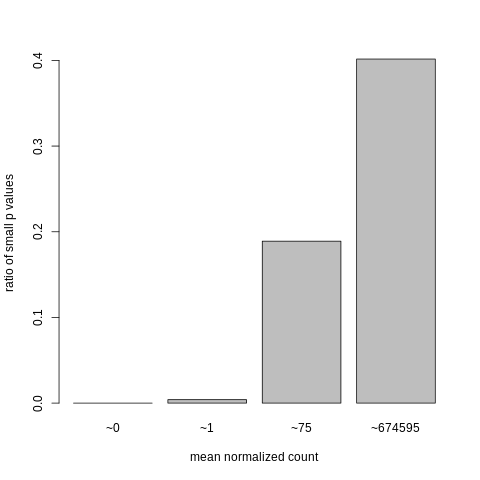 ratio of small p values
0.4
0.3
0.2
0.1
0.0
~0 ~1 ~75 ~674595
mean normalized count